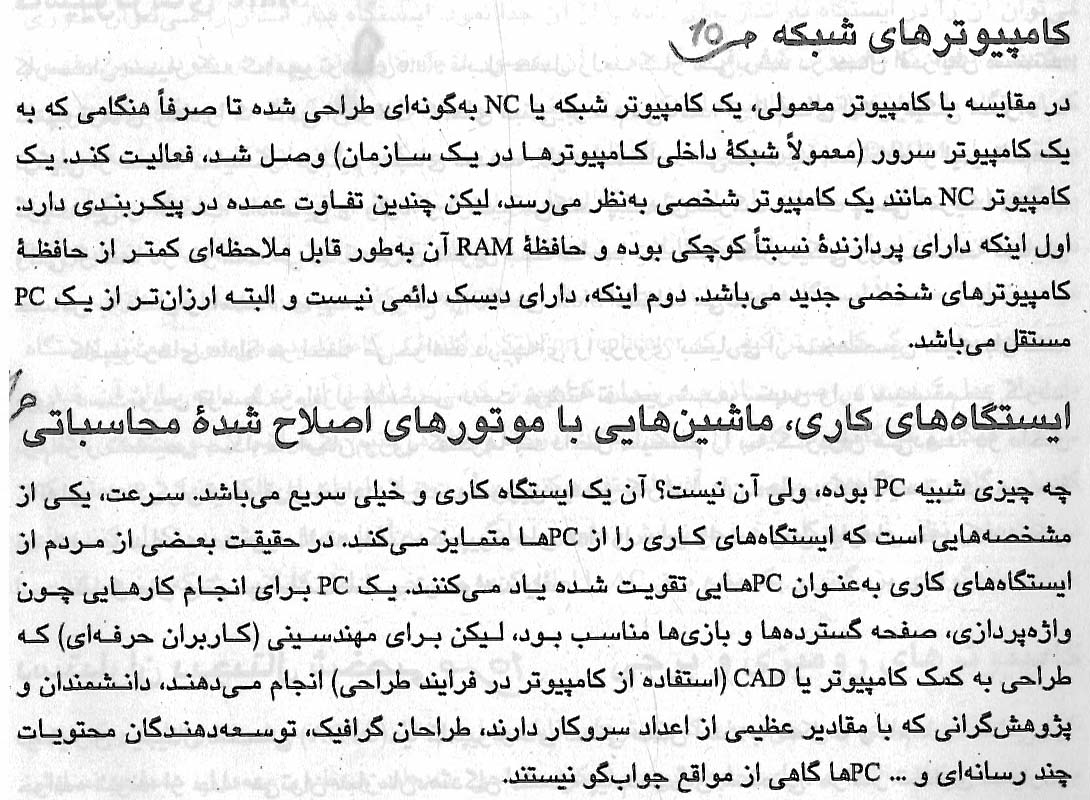 کامپیوترهای شبکه ص 10
در مقایسه با کامپیوتر معمولی، یک کامپیوتر شبکه یا NC به‌گونه‌ای طراحی شده تا صرفاً هنگامی که به
یک کامپیوتر سرور (معمولاً شبکهٔ داخلی کامپیوترها در یک سازمان) وصل شد، فعالیت کند. یک
کامپیوتر NC مانند یک کامپیوتر شخصی به‌نظر می‌رسد، لیکن چندین تفاوت عمده در پیکربندی دارد.
اول اینکه دارای پردازندهٔ نسبتاً کوچکی بوده و حافظهٔ RAM آن به‌طور قابل ملاحظه‌ای کمتر از حافظهٔ
کامپیوترهای شخصی جدید می‌باشد. دوم اینکه، دارای دیسک دائمی نیست و البته ارزان‌تر از یک PC
مستقل می‌باشد.
ایستگاه‌های کاری، ماشین‌هایی با موتورهای اصلاح شدهٔ محاسباتی
چه چیزی شبیه PC بوده، ولی آن نیست؟ آن یک ایستگاه کاری و خیلی سریع می‌باشد. سرعت، یکی از
مشخصه‌هایی است که ایستگاه‌های کاری را از PCها متمایز می‌کند. در حقیقت بعضی از مردم از
ایستگاه‌های کاری به‌عنوان PCهایی تقویت شده یاد می‌کنند. یک PC برای انجام کارهایی چون
واژه‌پردازی، صفحه گسترده‌ها و بازی‌ها مناسب بود، لیکن برای مهندسینی (کاربران حرفه‌ای) که
طراحی به کمک کامپیوتر یا CAD (استفاده از کامپیوتر در فرایند طراحی) انجام می‌دهند، دانشمندان و
پژوهش‌گرانی که با مقادیر عظیمی از اعداد سروکار دارند، طراحان گرافیک، توسعه‌دهندگان محتویات
چند رسانه‌ای و ... PCها گاهی از مواقع جواب‌گو نیستند.